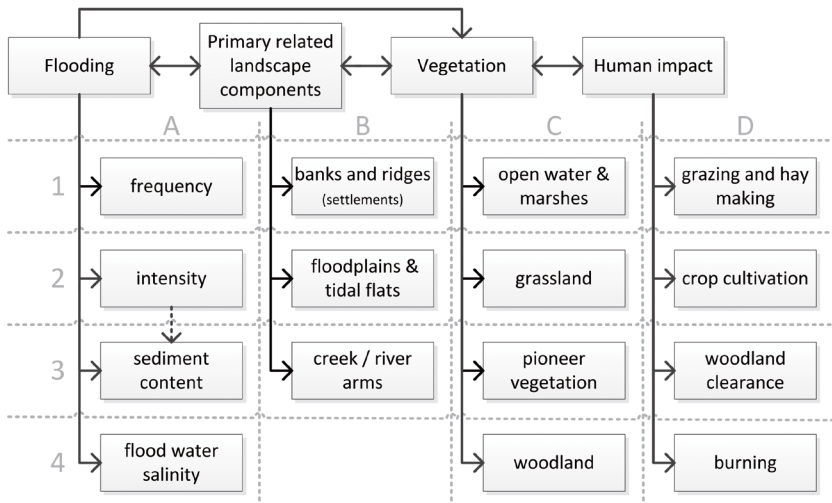 Flooding
Primary related
landscape
components
Vegetation
Human impact
A
B
C
D
1
frequency
banks and ridges
(settlements)
open water &
marshes
grazing and hay
making
2
intensity
floodplains &
tidal flats
grassland
crop cultivation
3
sediment
content
creek / river
arms
pioneer
vegetation
woodland
clearance
4
flood water
salinity
woodland
burning